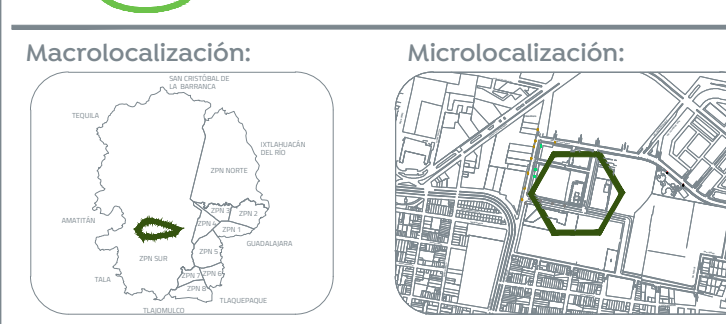 Macrolocalización:
Microlocalización:
SAN CRISTÓBAL DE
LA BARRANCA
TEQUILA
IXTLAHUACÁN
DEL RÍO
ZPN NORTE
ZPN 3
ZPN 2
AMATITÁN
ZPN 4
ZPN 1
GUADALAJARA
ZPN 5
ZPN SUR
TALA
ZPN 7
ZPN 6
ZPN 8
TLAQUEPAQUE
TLAJOMULCO